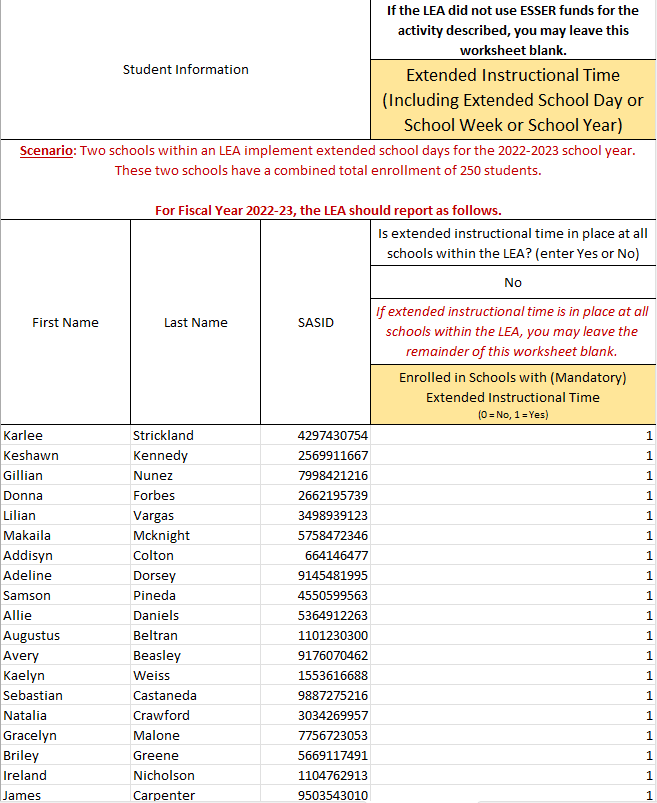 If the LEA did not use ESSER funds for the
activity described, you may leave this
worksheet blank.
Student Information
Extended Instructional Time
(Including Extended School Day or
School Week or School Year)
Scenario: Two schools within an LEA implement extended school days for the 2022-2023 school year.
These two schools have a combined total enrollment of 250 students.
For Fiscal Year 2022-23, the LEA should report as follows.
First Name
Last Name
SASID
Is extended instructional time in place at all
schools within the LEA? (enter Yes or No)
No
If extended instructional time is in place at all
schools within the LEA, you may leave the
remainder of this worksheet blank.
Enrolled in Schools with (Mandatory)
Extended Instructional Time
(0 = No, 1 = Yes)
Karlee Strickland 4297430754 1
Keshawn Kennedy 2569911667 1
Gillian Nunez 7998421216 1
Donna Forbes 2662195739 1
Lilian Vargas 3498939123 1
Makaila Mcknight 5758472346 1
Addisyn Colton 664146477 1
Adeline Dorsey 9145481995 1
Samson Pineda 4550599563 1
Allie Daniels 5364912263 1
Augustus Beltran 1101230300 1
Avery Beasley 9176070462 1
Kaelyn Weiss 1553616688 1
Sebastian Castaneda 9887275216 1
Natalia Crawford 3034269957 1
Gracelyn Malone 7756723053 1
Briley Greene 5669117491 1
Ireland Nicholson 1104762913 1
James Carpenter 9503543010 1